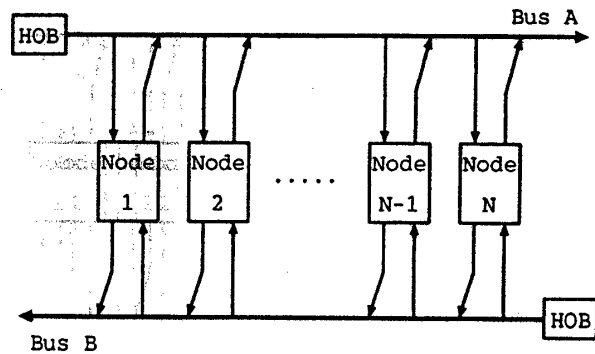 Bus A
HOB
Node
1
Node
2
.....
Node
N-1
Node
N
HOB
Bus B